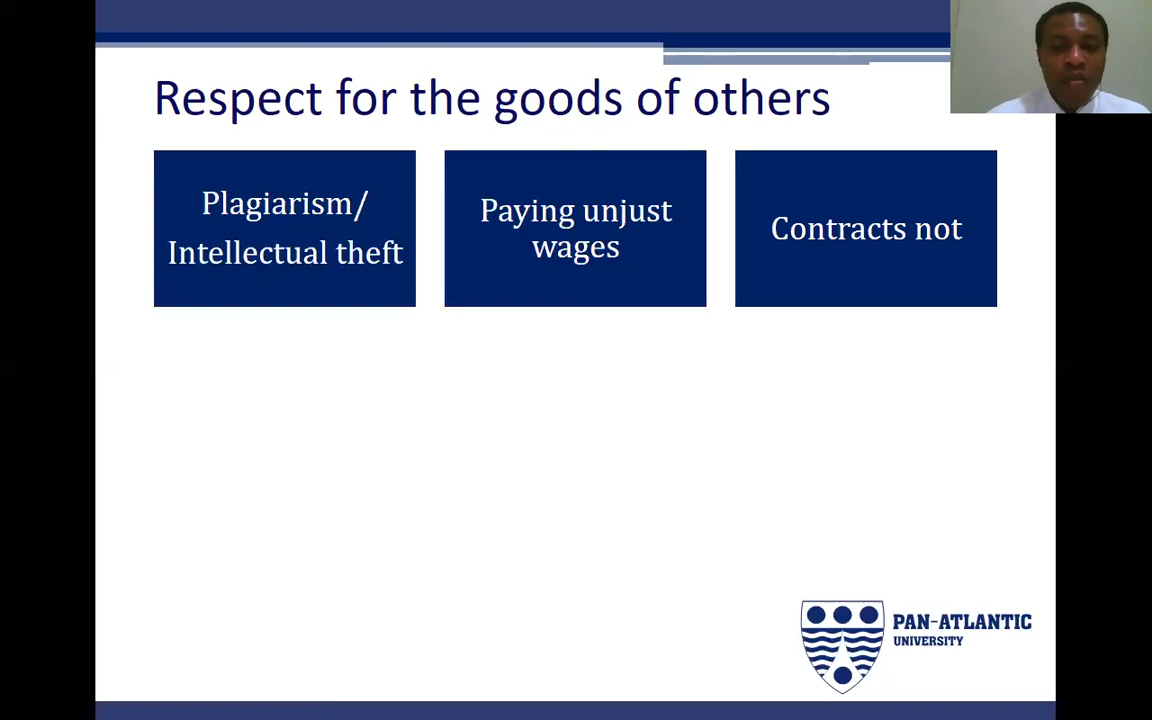 Respect for the goods of others
Plagiarism/
Intellectual theft
Paying unjust
wages
Contracts not
PAN-ATLANTIC
UNIVERSITY